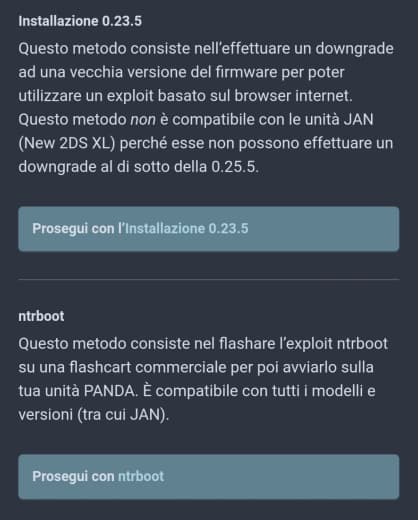 Installazione 0.23.5
Questo metodo consiste nell’effettuare un downgrade
ad una vecchia versione del firmware per poter
utilizzare un exploit basato sul browser internet.
Questo metodo non è compatibile con le unità JAN
(New 2DS XL) perché esse non possono effettuare un
downgrade al di sotto della 0.25.5.
Prosegui con l’Installazione 0.23.5
ntrboot
Questo metodo consiste nel flashare l’exploit ntrboot
su una flashcart commerciale per poi avviarlo sulla
tua unità PANDA. È compatibile con tutti i modelli e
versioni (tra cui JAN).
Prosegui con ntrboot